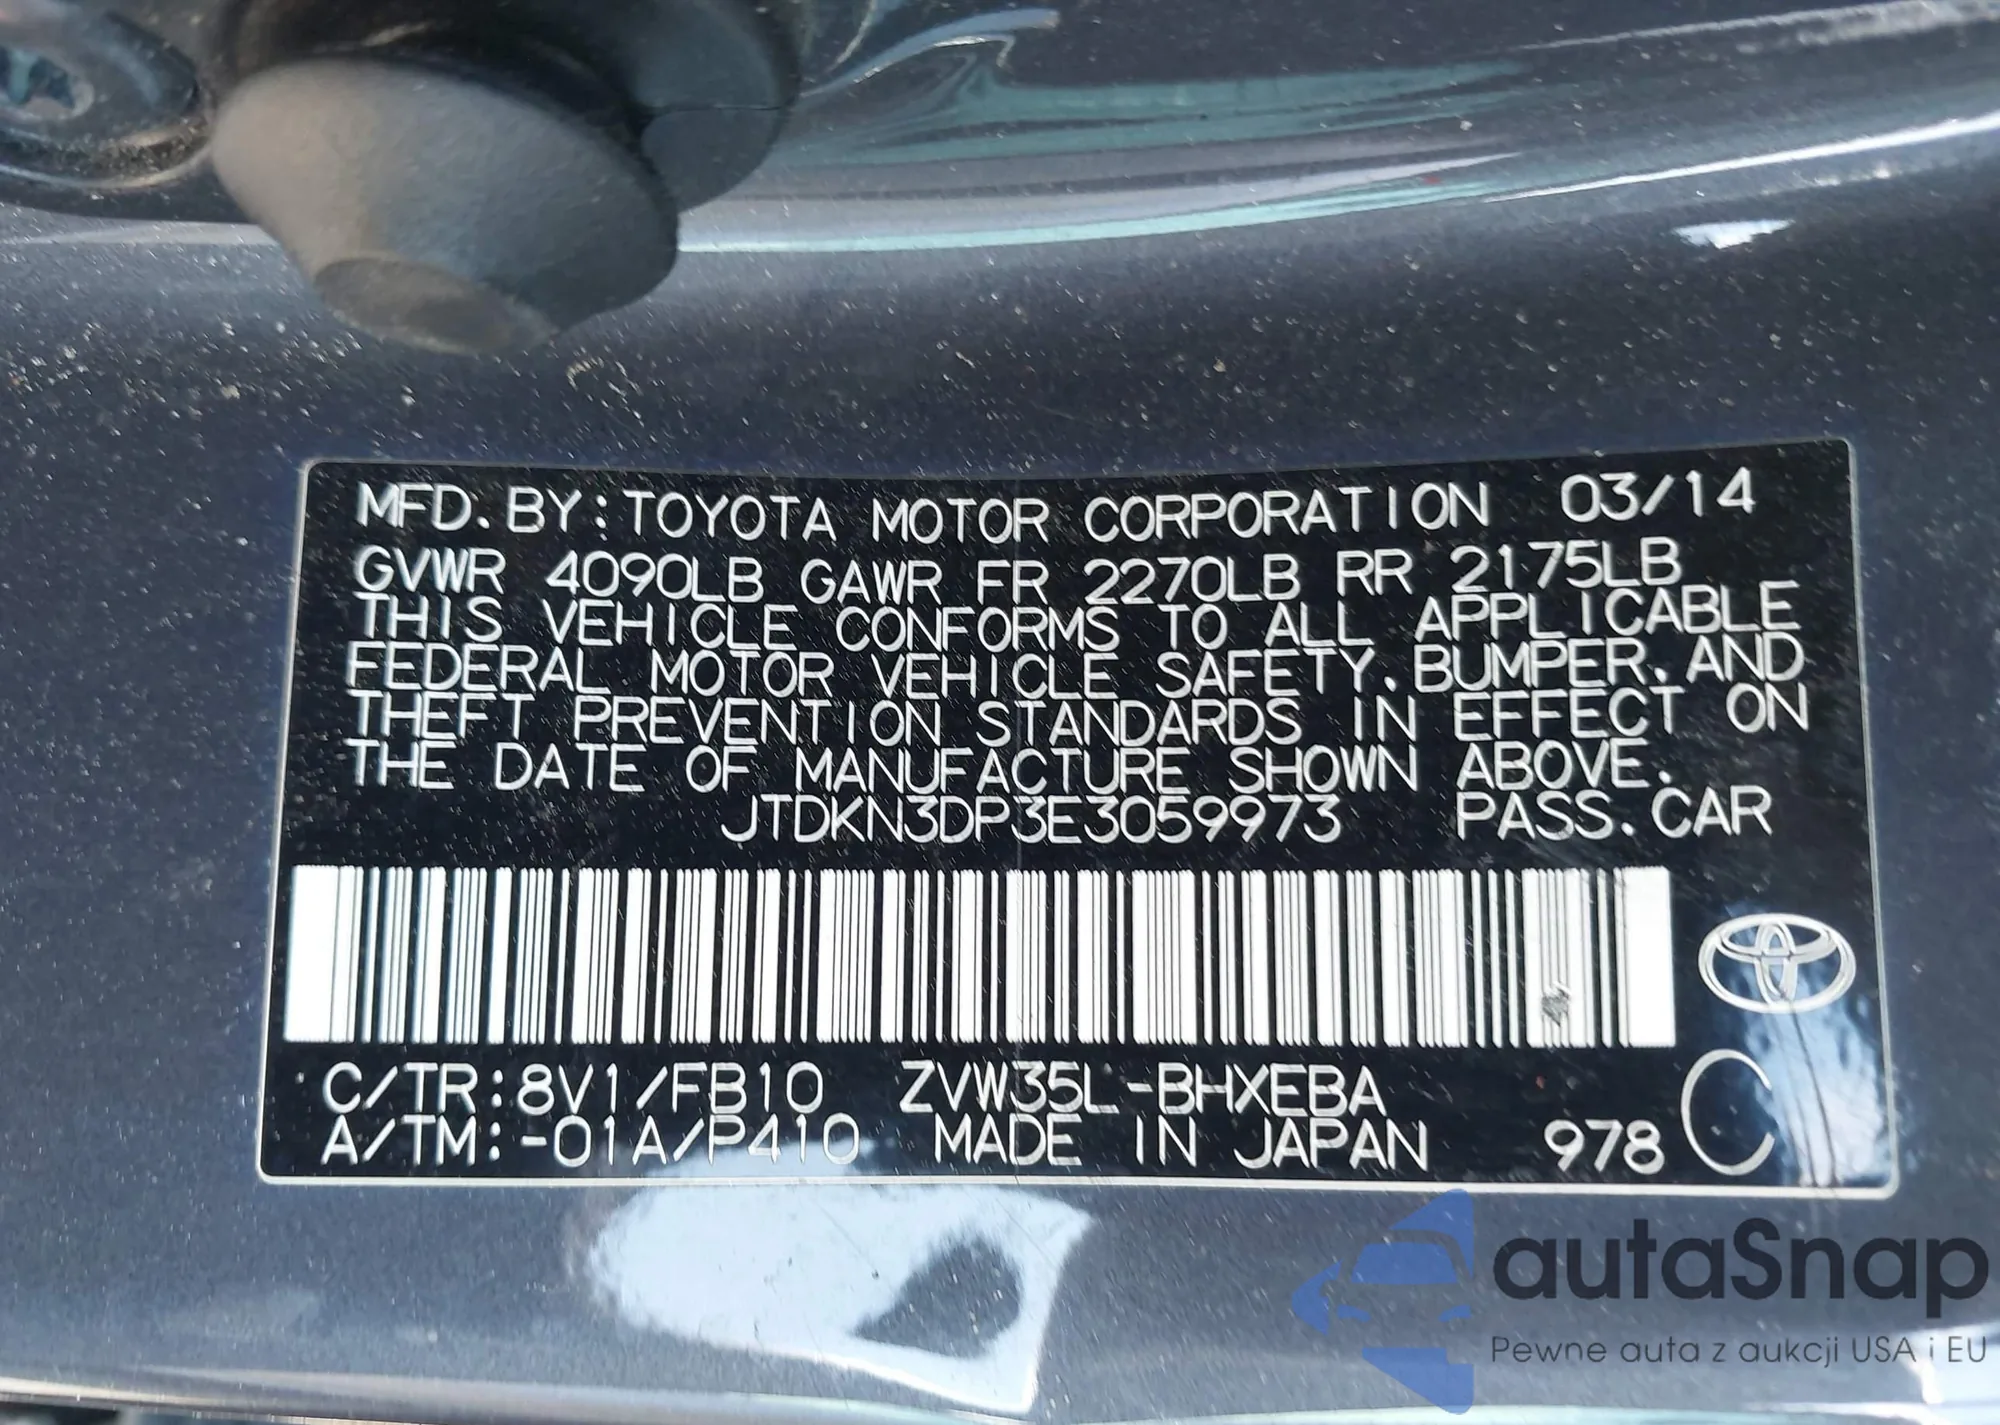 MFD. BY: TOYOTA MOTOR CORPORATION 03/14
GVWR 4090LB GAWR FR 2270LB RR 2175LB
THIS VEHICLE CONFORMS TO ALL APPLICABLE
FEDERAL MOTOR VEHICLE SAFETY. BUMPER. AND
THEFT PREVENTION STANDARDS IN EFFECT ON
THE DATE OF MANUFACTURE SHOWN ABOVE.
JTDKN3DP3E3059973 PASS. CAR
C/TR: 8V1/FB10 ZVW35L-BHXEBA
A/TM: -01A/P410 MADE IN JAPAN 978 C
autaSnap
Pewne auta z aukcji USA i EU